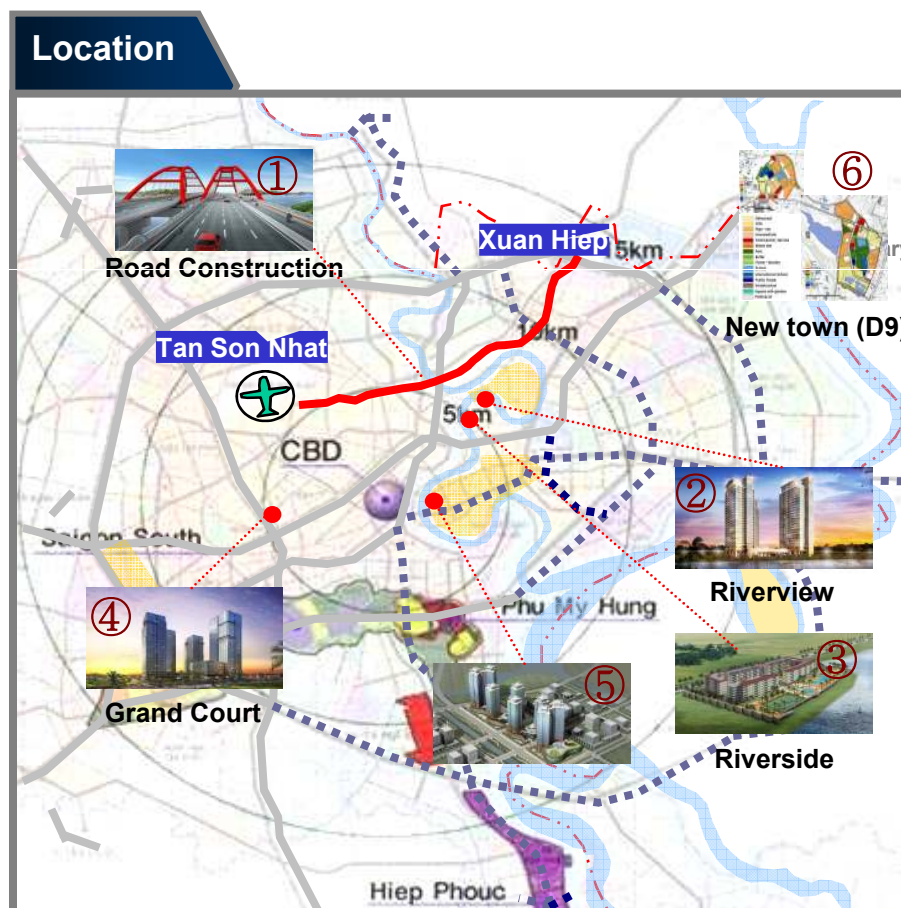 Location
①
⑥
Xuan Hiep
15km
Road Construction
10km
New town (D9)
Tan Son Nhat
5km
CBD
②
Saigon South
Riverview
Phu My Hung
④
③
⑤
Grand Court
Riverside
Hiep Phouc